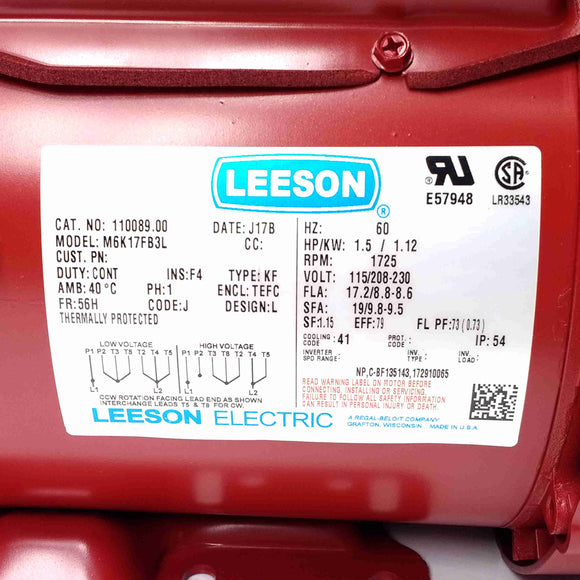 LEESON
®
E57948
LR33543
CAT. NO: 110089.00 DATE: J17B
MODEL: M6K17FB3L CC:
CUST. PN:
DUTY: CONT INS: F4 TYPE: KF
AMB: 40°C PH: 1 ENCL: TEFC
FR: 56H CODE: J DESIGN: L
THERMALLY PROTECTED
HZ: 60
HP/KW: 1.5 / 1.12
RPM: 1725
VOLT: 115/208-230
FLA: 17.2/8.8-8.6
SFA: 19/9.8-9.5
SF: 1.15 EFF: 79 FL PF: 73 (0.73)
COOLING CODE: 41 PROT. CODE: IP: 54
INVERTER SPD RANGE: INV. TYPE: INV. LOAD:
LOW VOLTAGE HIGH VOLTAGE
P1 P2 T3 T8 T2 T4 T5 P1 P2 T3 T8 T2 T4 T5
L1 L2 L1 L2
CCW ROTATION FACING LEAD END AS SHOWN
INTERCHANGE LEADS T5 & T8 FOR CW.
NP,C-BF135143,172910065
READ WARNING LABEL ON MOTOR BEFORE
CONNECTING, INSTALLING OR SERVICING.
FAILURE TO FOLLOW ALL SAFETY INSTRUCTIONS
CAN RESULT IN PERSONAL INJURY OR DEATH.
LEESON ELECTRIC
A REGAL-BELOIT COMPANY
GRAFTON, WISCONSIN MADE IN U.S.A.